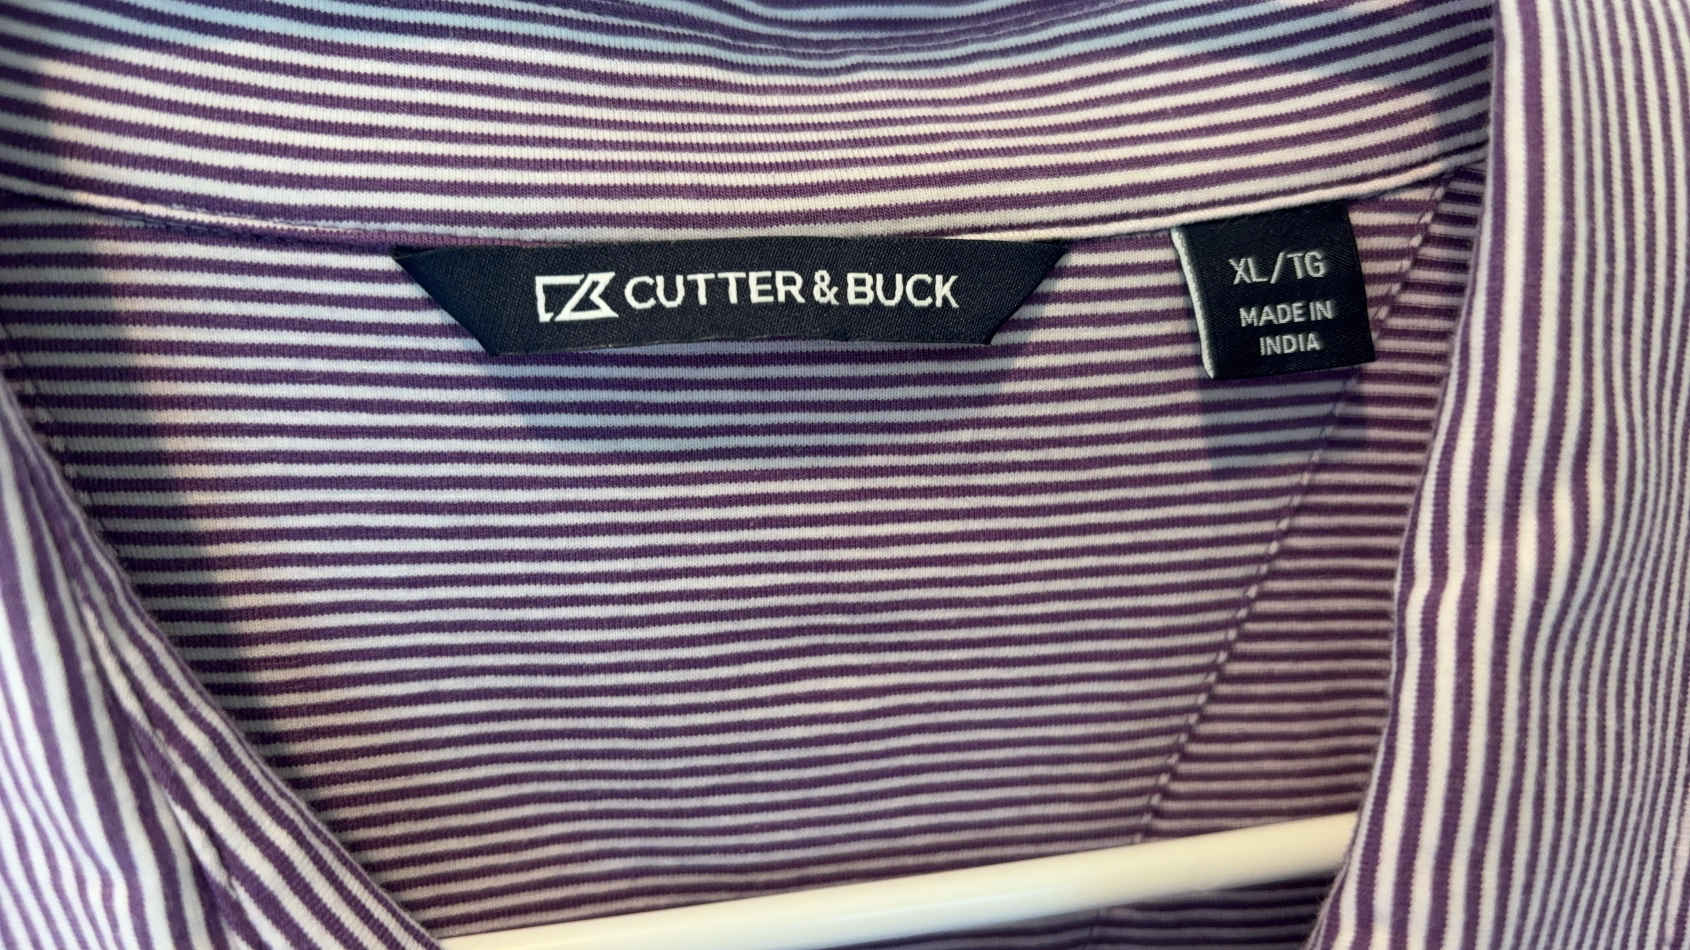 CUTTER & BUCK
XL/TG
MADE IN
INDIA